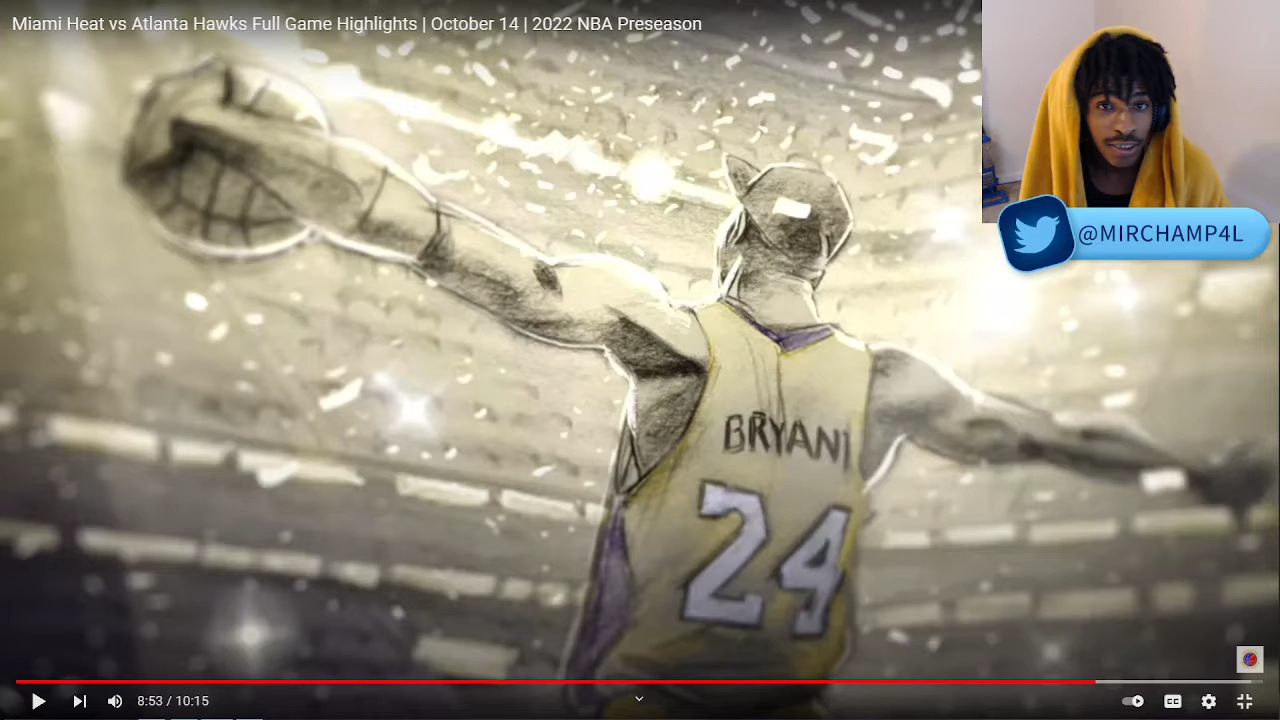 Miami Heat vs Atlanta Hawks Full Game Highlights | October 14 | 2022 NBA Preseason
@MIRCHAMP4L
BRYANT
24
8:53 / 10:15
CC